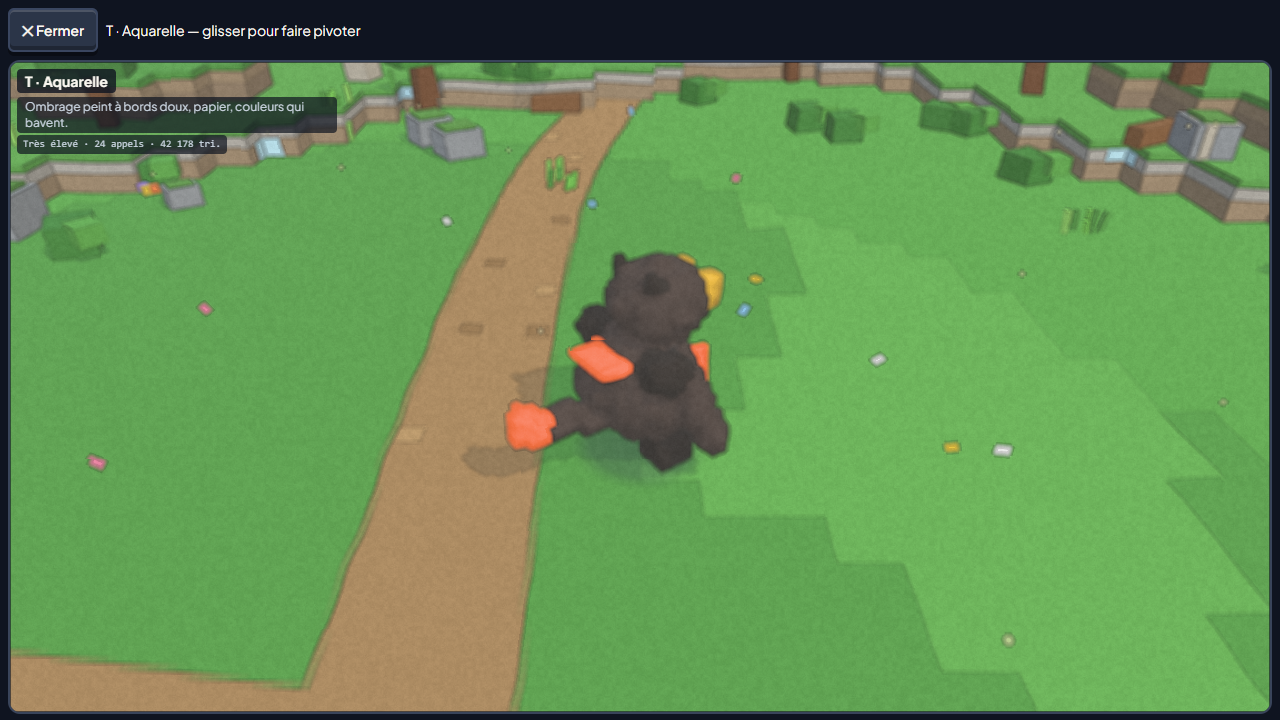 ✕ Fermer
T · Aquarelle — glisser pour faire pivoter
T · Aquarelle
Ombrage peint à bords doux, papier, couleurs qui
bavent.
Très élevé · 24 appels · 42 178 tri.